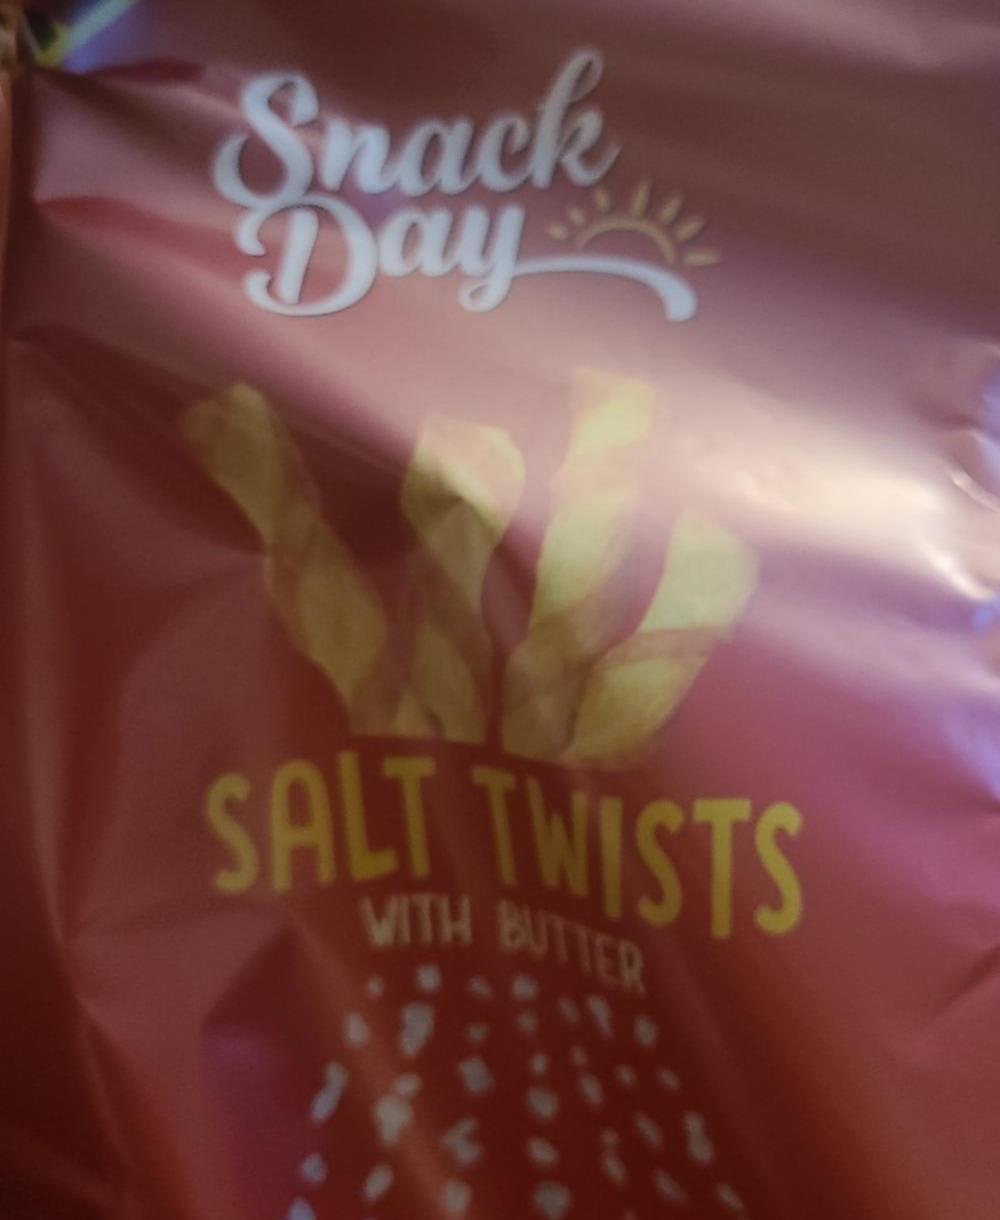 Snack
Day
SALT TWISTS
WITH BUTTER